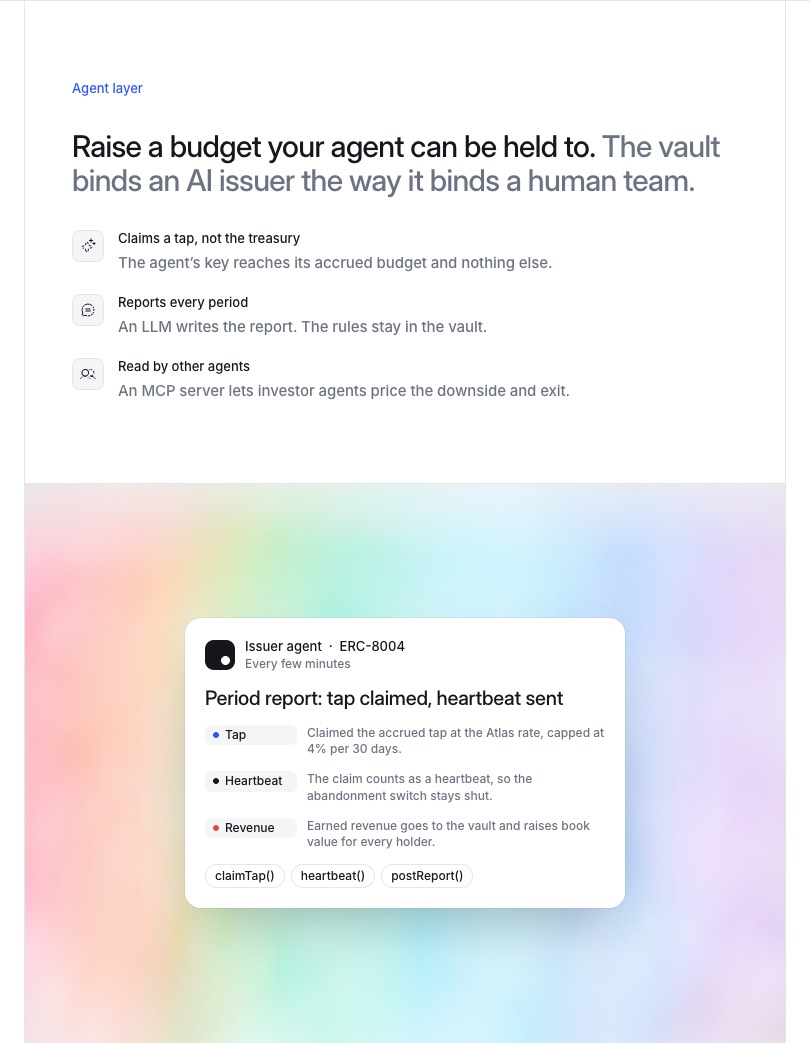 Agent layer
Raise a budget your agent can be held to. The vault
binds an AI issuer the way it binds a human team.
Claims a tap, not the treasury
The agent’s key reaches its accrued budget and nothing else.
Reports every period
An LLM writes the report. The rules stay in the vault.
Read by other agents
An MCP server lets investor agents price the downside and exit.
Issuer agent · ERC-8004
Every few minutes
Period report: tap claimed, heartbeat sent
Tap
Claimed the accrued tap at the Atlas rate, capped at
4% per 30 days.
Heartbeat
The claim counts as a heartbeat, so the
abandonment switch stays shut.
Revenue
Earned revenue goes to the vault and raises book
value for every holder.
claimTap() heartbeat() postReport()